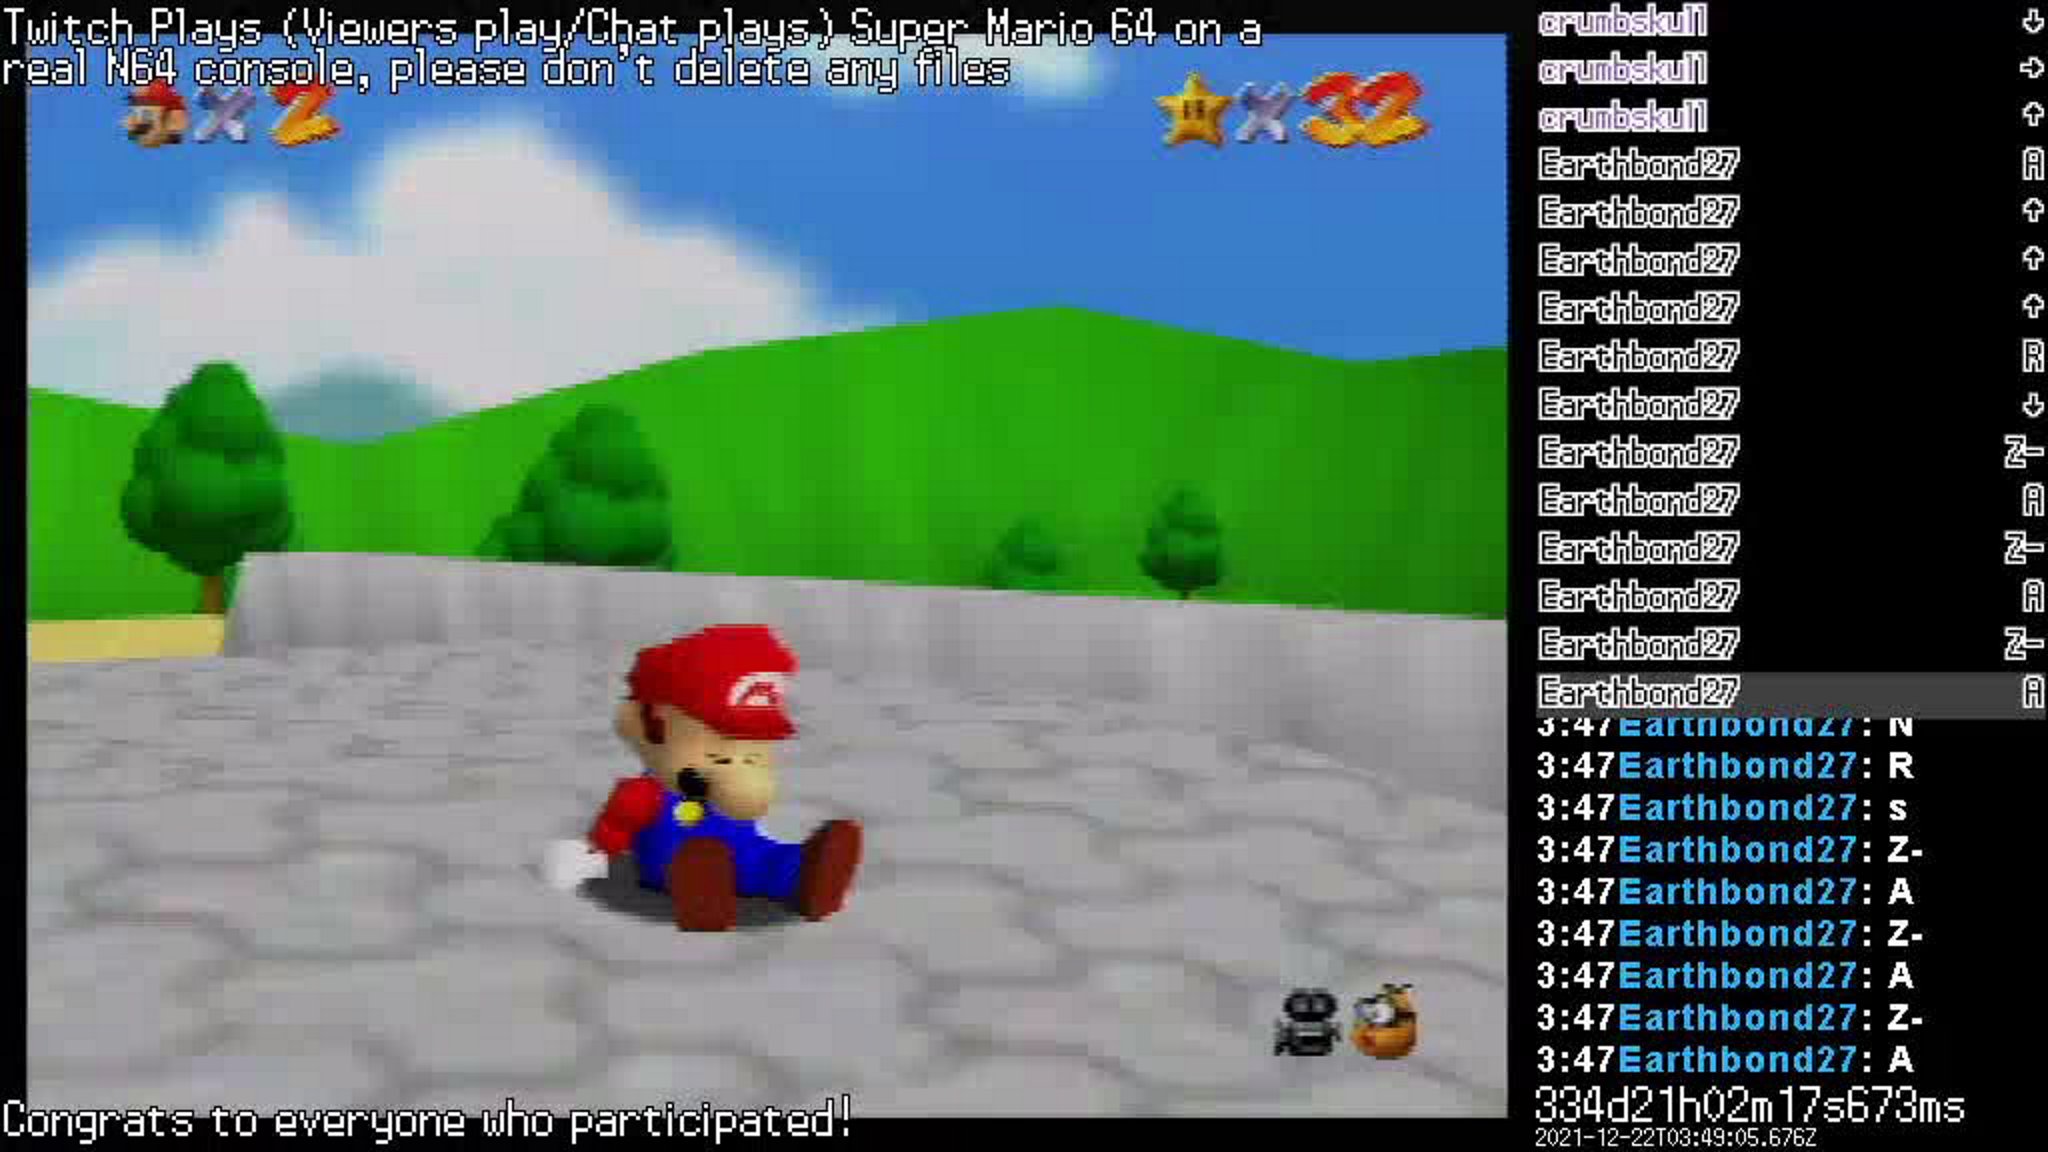 Twitch Plays (Viewers play/Chat plays) Super Mario 64 on a
real N64 console, please don't delete any files
x 2
x 32
Congrats to everyone who participated!
crumbskull ↓
crumbskull →
crumbskull ↑
Earthbond27 A
Earthbond27 ↑
Earthbond27 ↑
Earthbond27 ↑
Earthbond27 R
Earthbond27 ↓
Earthbond27 Z-
Earthbond27 A
Earthbond27 Z-
Earthbond27 A
Earthbond27 Z-
Earthbond27 A
3:47Earthbond27: N
3:47Earthbond27: R
3:47Earthbond27: s
3:47Earthbond27: Z-
3:47Earthbond27: A
3:47Earthbond27: Z-
3:47Earthbond27: A
3:47Earthbond27: Z-
3:47Earthbond27: A
334d21h02m17s673ms
2021-12-22T03:49:05.676Z